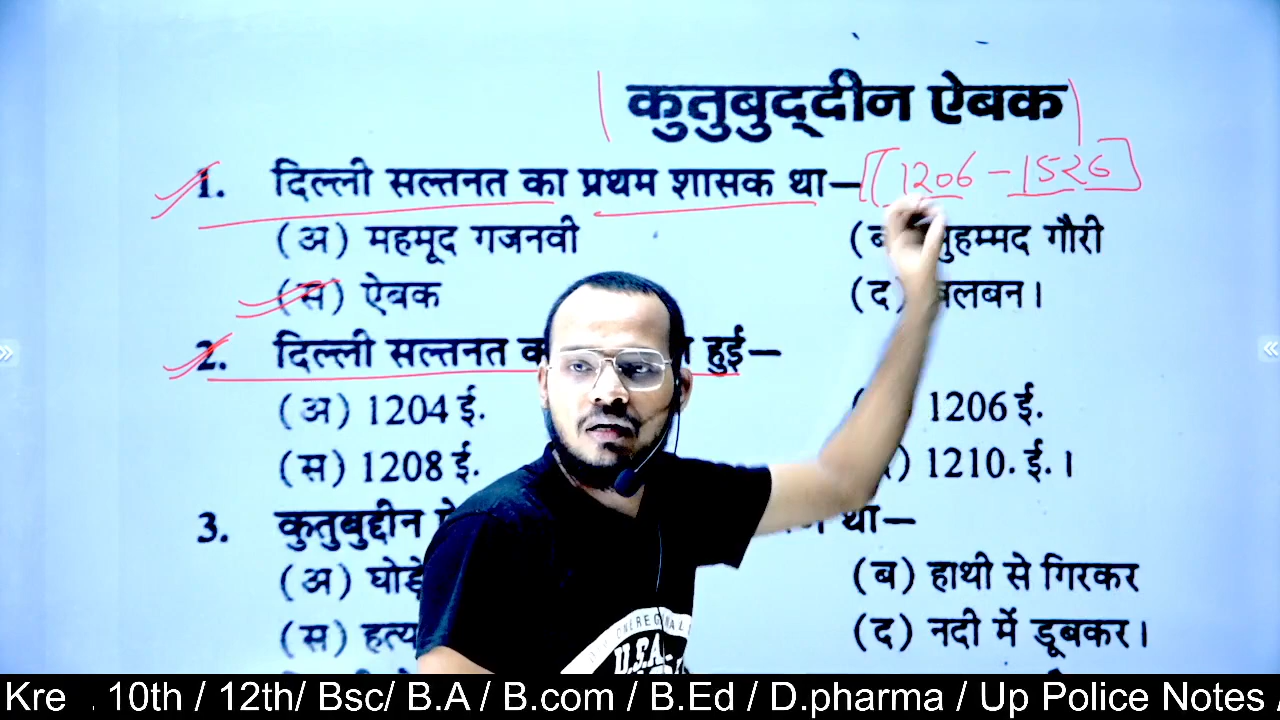 कुतुबुद्दीन ऐबक
1. दिल्ली सल्तनत का प्रथम शासक था— [(1206 - 1526]
(अ) महमूद गजनवी मुहम्मद गौरी
(स) ऐबक (द) बलबन।
2. दिल्ली सल्तनत हुई—
(अ) 1204 ई. 1206 ई.
(स) 1208 ई. 1210. ई.।
3. कुतुबुद्दीन था—
(अ) घोड़े (ब) हाथी से गिरकर
(स) (द) नदी में डूबकर।
U.S.A.
Kre . 10th / 12th/ Bsc/ B.A / B.com / B.Ed / D.pharma / Up Police Notes